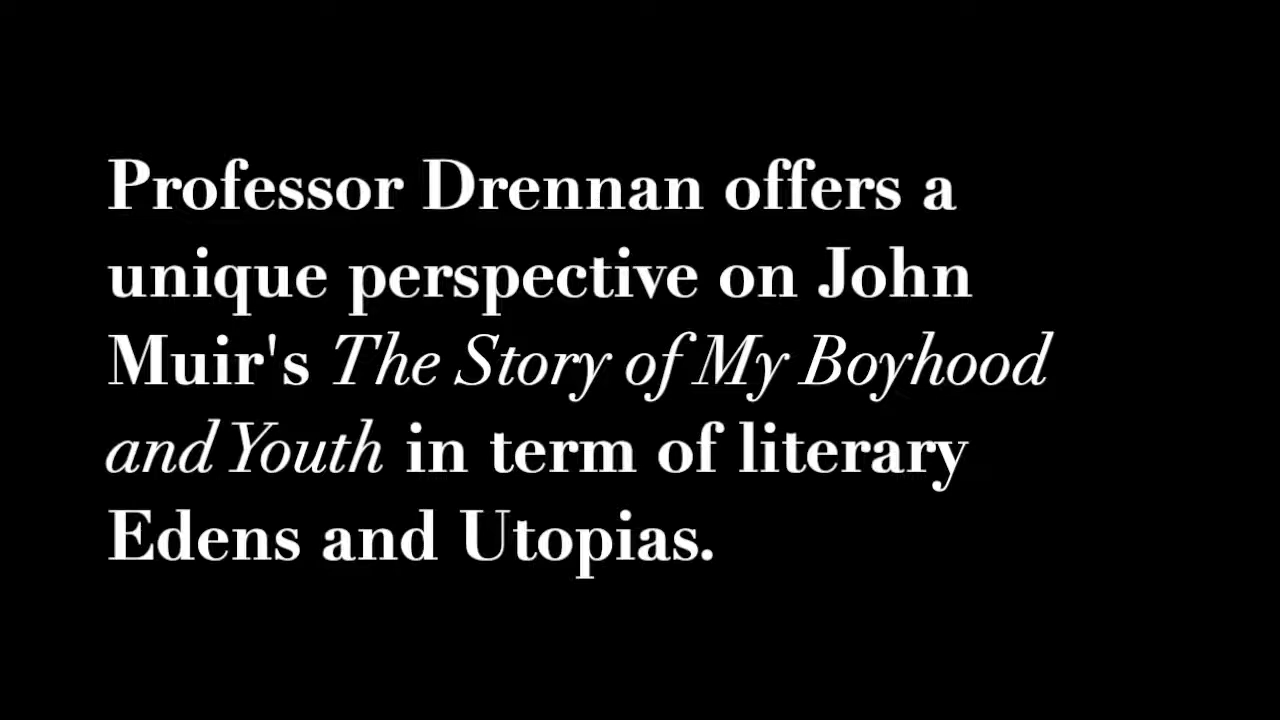 Professor Drennan offers a
unique perspective on John
Muir's The Story of My Boyhood
and Youth in term of literary
Edens and Utopias.